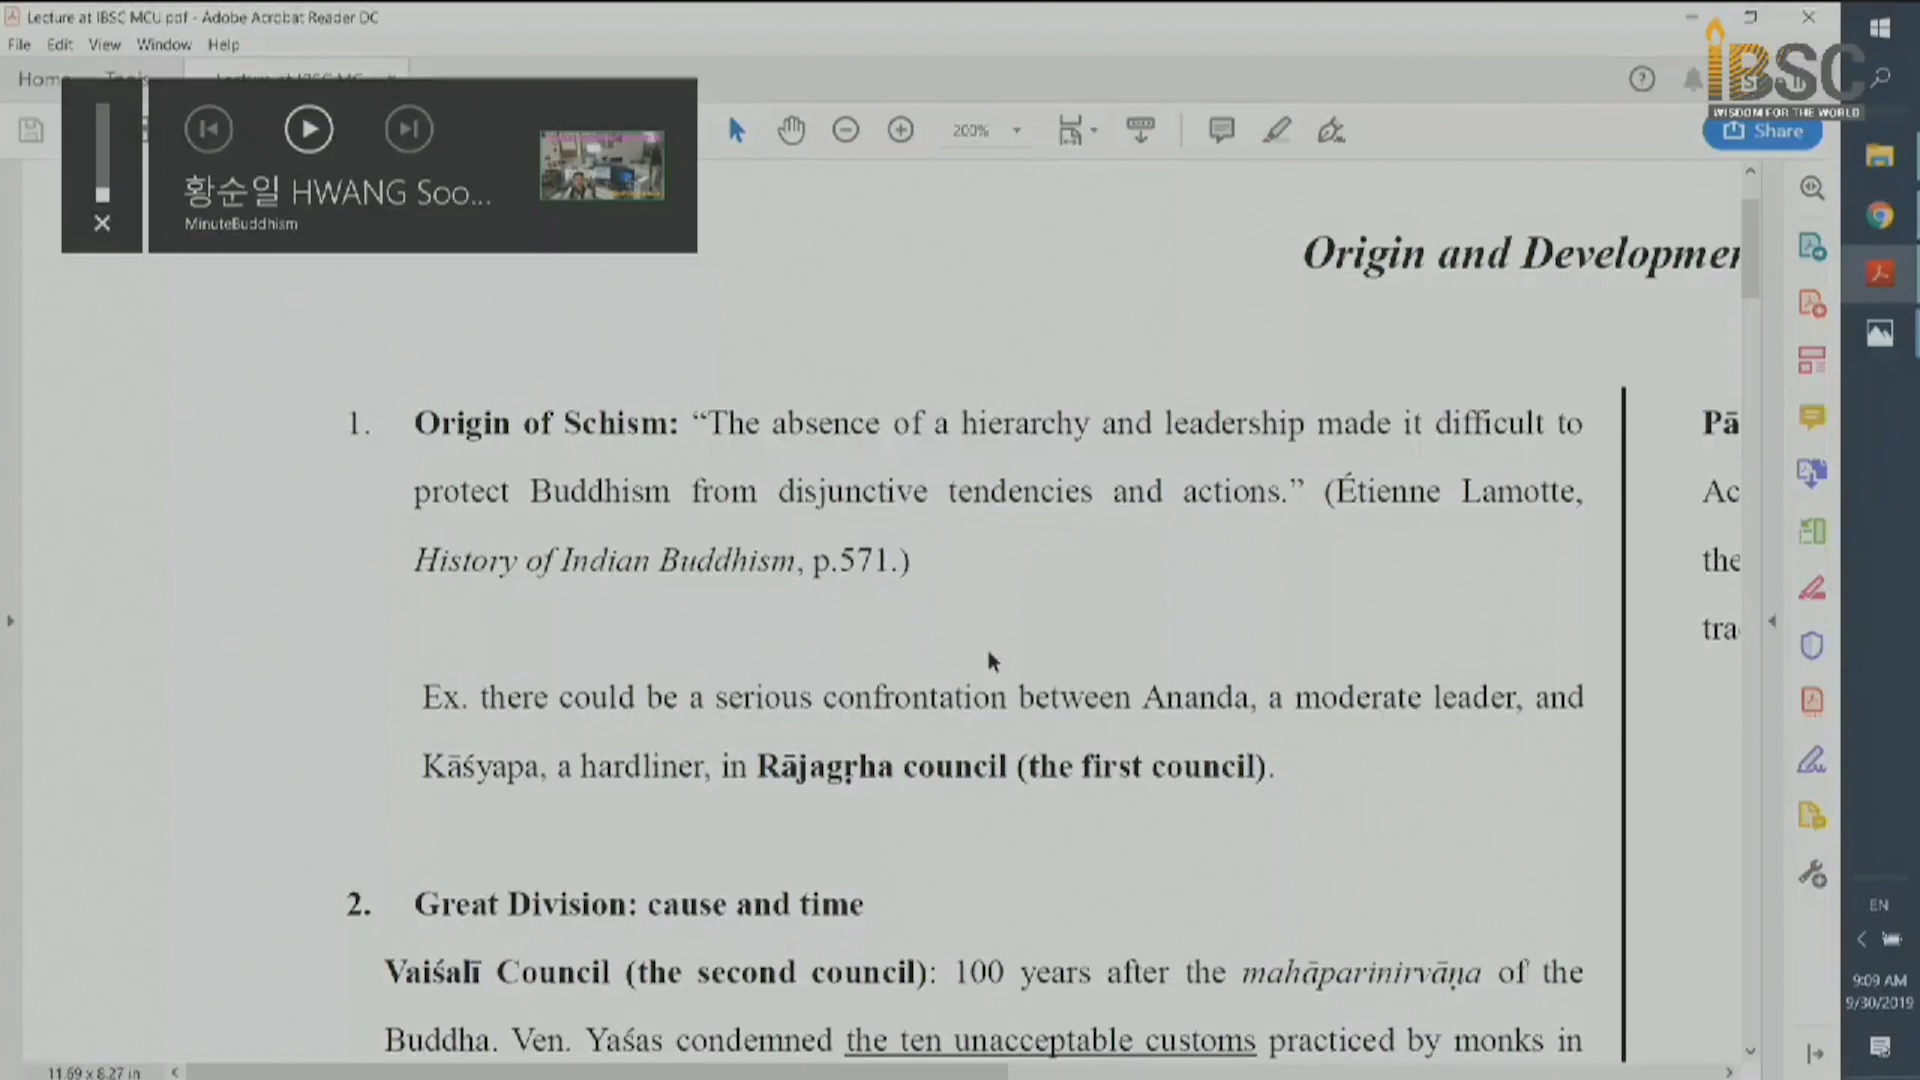 Lecture at IBSC MCU.pdf - Adobe Acrobat Reader DC
File Edit View Window Help
IBSC
WISDOM FOR THE WORLD
200%
Share
황순일 HWANG Soo...
MinuteBuddhism
Origin and Developmen
1. Origin of Schism: “The absence of a hierarchy and leadership made it difficult to
protect Buddhism from disjunctive tendencies and actions.” (Étienne Lamotte,
History of Indian Buddhism, p.571.)
Ex. there could be a serious confrontation between Ananda, a moderate leader, and
Kāśyapa, a hardliner, in Rājagṛha council (the first council).
2. Great Division: cause and time
Vaiśalī Council (the second council): 100 years after the mahāparinirvāṇa of the
Buddha. Ven. Yaśas condemned the ten unacceptable customs practiced by monks in
Pā
Ac
the
tra
EN
9:09 AM
9/30/2019
11.69 x 8.27 in